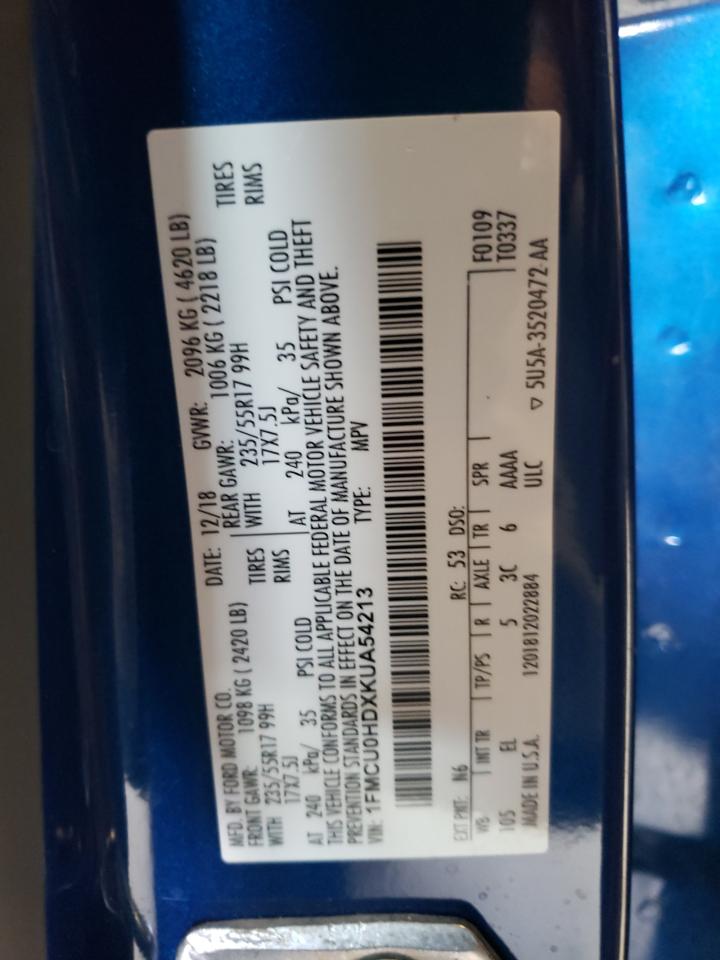 MFD. BY FORD MOTOR CO. DATE: 12/18 GVWR: 2096 KG ( 4620 LB)
FRONT GAWR: 1098 KG ( 2420 LB) REAR GAWR: 1006 KG ( 2218 LB)
WITH 235/55R17 99H TIRES WITH 235/55R17 99H TIRES
17X7.5J RIMS 17X7.5J RIMS
AT 240 kPa/ 35 PSI COLD AT 240 kPa/ 35 PSI COLD
THIS VEHICLE CONFORMS TO ALL APPLICABLE FEDERAL MOTOR VEHICLE SAFETY AND THEFT
PREVENTION STANDARDS IN EFFECT ON THE DATE OF MANUFACTURE SHOWN ABOVE.
VIN: 1FMCU0HDXKUA54213 TYPE: MPV
EXT PNT: N6 RC: 53 DSO:
WB INT TR TP/PS R AXLE TR SPR F0109
105 EL 5 3C 6 AAAA T0337
MADE IN U.S.A. 1201812022884 ULC
▽ 5U5A-3520472-AA